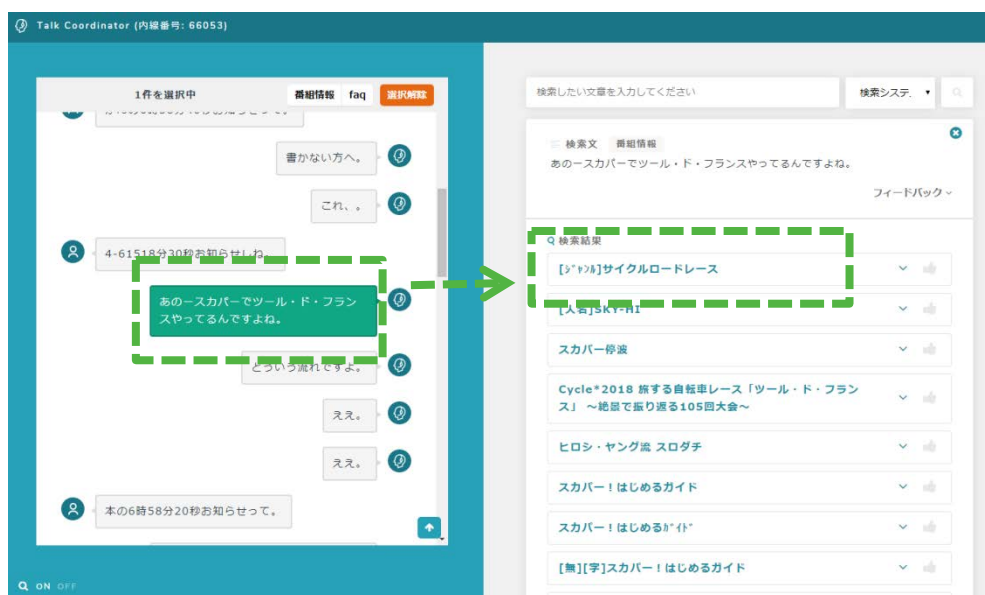 Talk Coordinator (内線番号: 66053)
1件を選択中
番組情報
faq
選択解除
書かない方へ。
これ、。
4-61518分30秒お知らせしね。
あのースカパーでツール・ド・フラン
スやってるんですよね。
どういう流れですよ。
ええ。
ええ。
本の6時58分20秒お知らせって。
ON OFF
検索したい文章を入力してください
検索システ.
検索文 番組情報
あのースカパーでツール・ド・フランスやってるんですよね。
フィードバック
検索結果
[ｼﾞｬﾝﾙ]サイクルロードレース
[人名]SKY-HI
スカパー停波
Cycle*2018 旅する自転車レース「ツール・ド・フラン
ス」 ～絶景で振り返る105回大会～
ヒロシ・ヤング流 スロダチ
スカパー！はじめるガイド
スカパー！はじめるｶﾞｲﾄﾞ
[無][字]スカパー！はじめるガイド